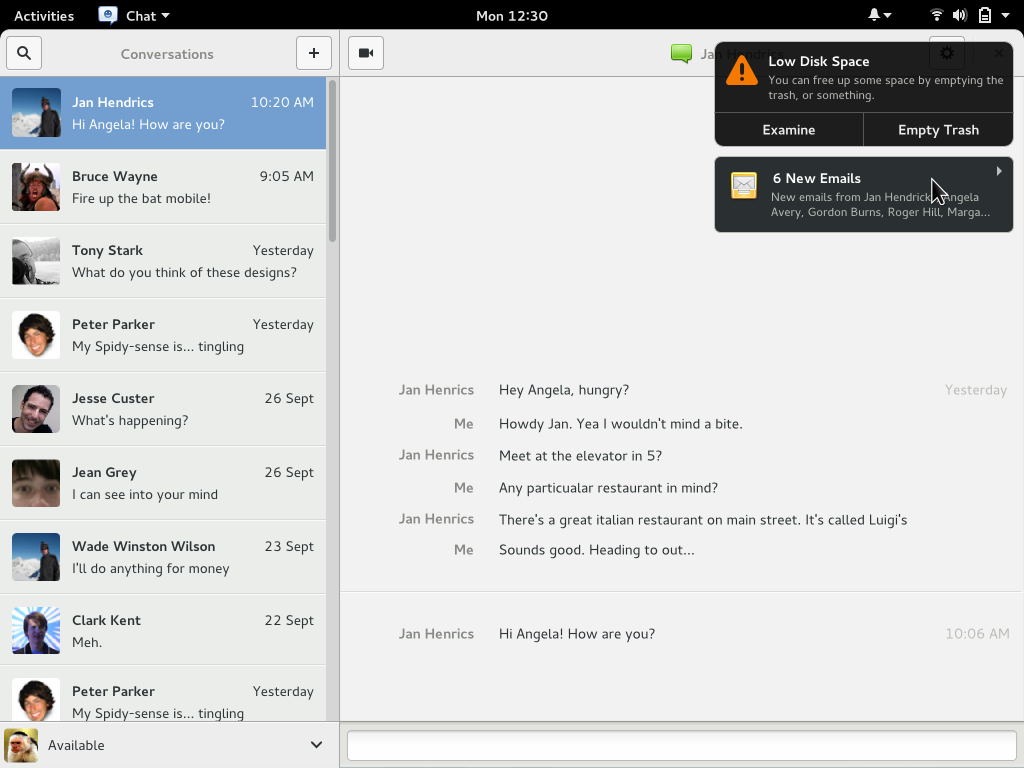 Activities Chat Mon 12:30
Conversations
Jan Hendrics
Jan Hendrics 10:20 AM
Hi Angela! How are you?
Bruce Wayne 9:05 AM
Fire up the bat mobile!
Tony Stark Yesterday
What do you think of these designs?
Peter Parker Yesterday
My Spidy-sense is... tingling
Jesse Custer 26 Sept
What's happening?
Jean Grey 26 Sept
I can see into your mind
Wade Winston Wilson 23 Sept
I'll do anything for money
Clark Kent 22 Sept
Meh.
Peter Parker Yesterday
My Spidy-sense is... tingling
Available
Low Disk Space
You can free up some space by emptying the
trash, or something.
Examine Empty Trash
6 New Emails
New emails from Jan Hendrick, Angela
Avery, Gordon Burns, Roger Hill, Marga...
Jan Henrics Hey Angela, hungry? Yesterday
Me Howdy Jan. Yea I wouldn't mind a bite.
Jan Henrics Meet at the elevator in 5?
Me Any particualar restaurant in mind?
Jan Henrics There's a great italian restaurant on main street. It's called Luigi's
Me Sounds good. Heading to out...
Jan Henrics Hi Angela! How are you? 10:06 AM